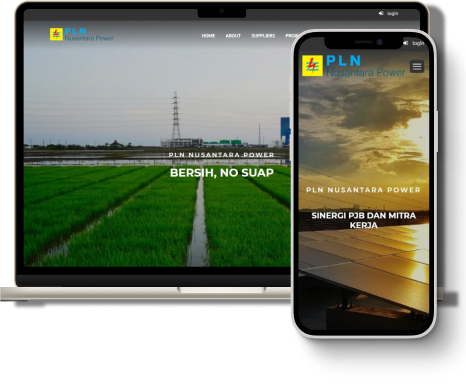 login
PLN
Nusantara Power
HOME ABOUT SUPPLIERS
PLN NUSANTARA POWER
BERSIH, NO SUAP
login
PLN
Nusantara Power
PLN NUSANTARA POWER
SINERGI PJB DAN MITRA
KERJA